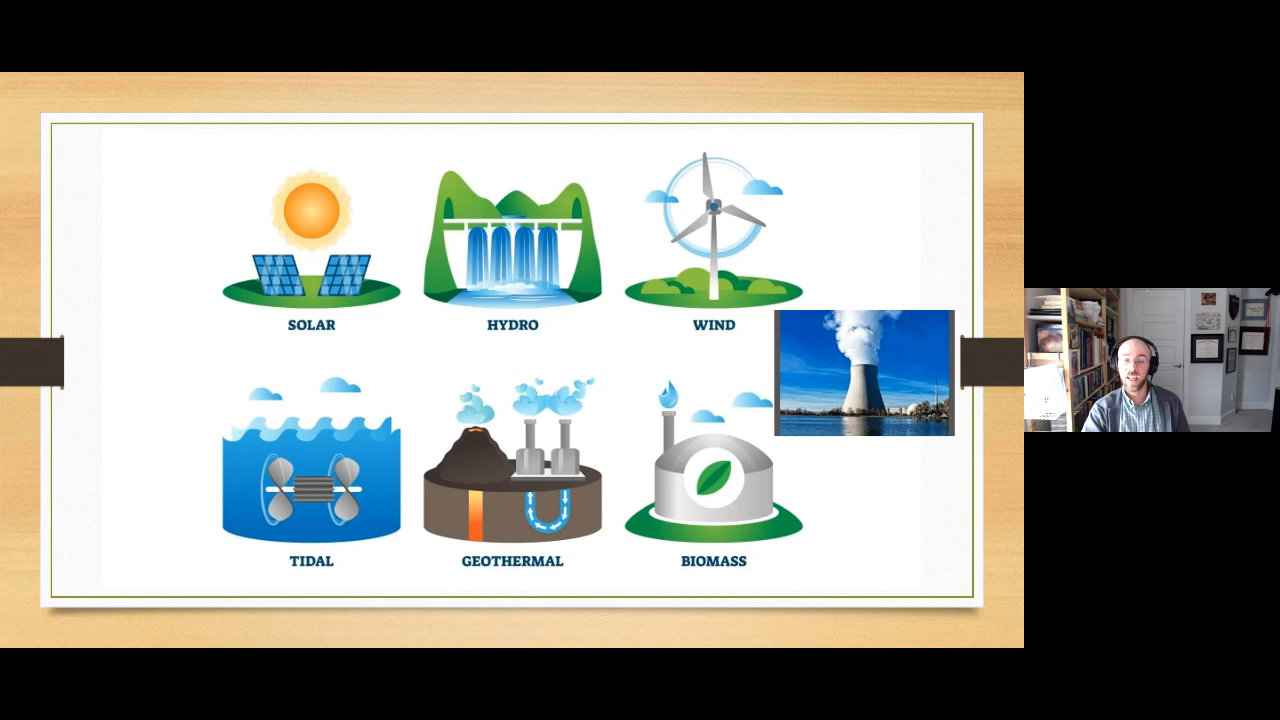 SOLAR
HYDRO
WIND
TIDAL
GEOTHERMAL
BIOMASS